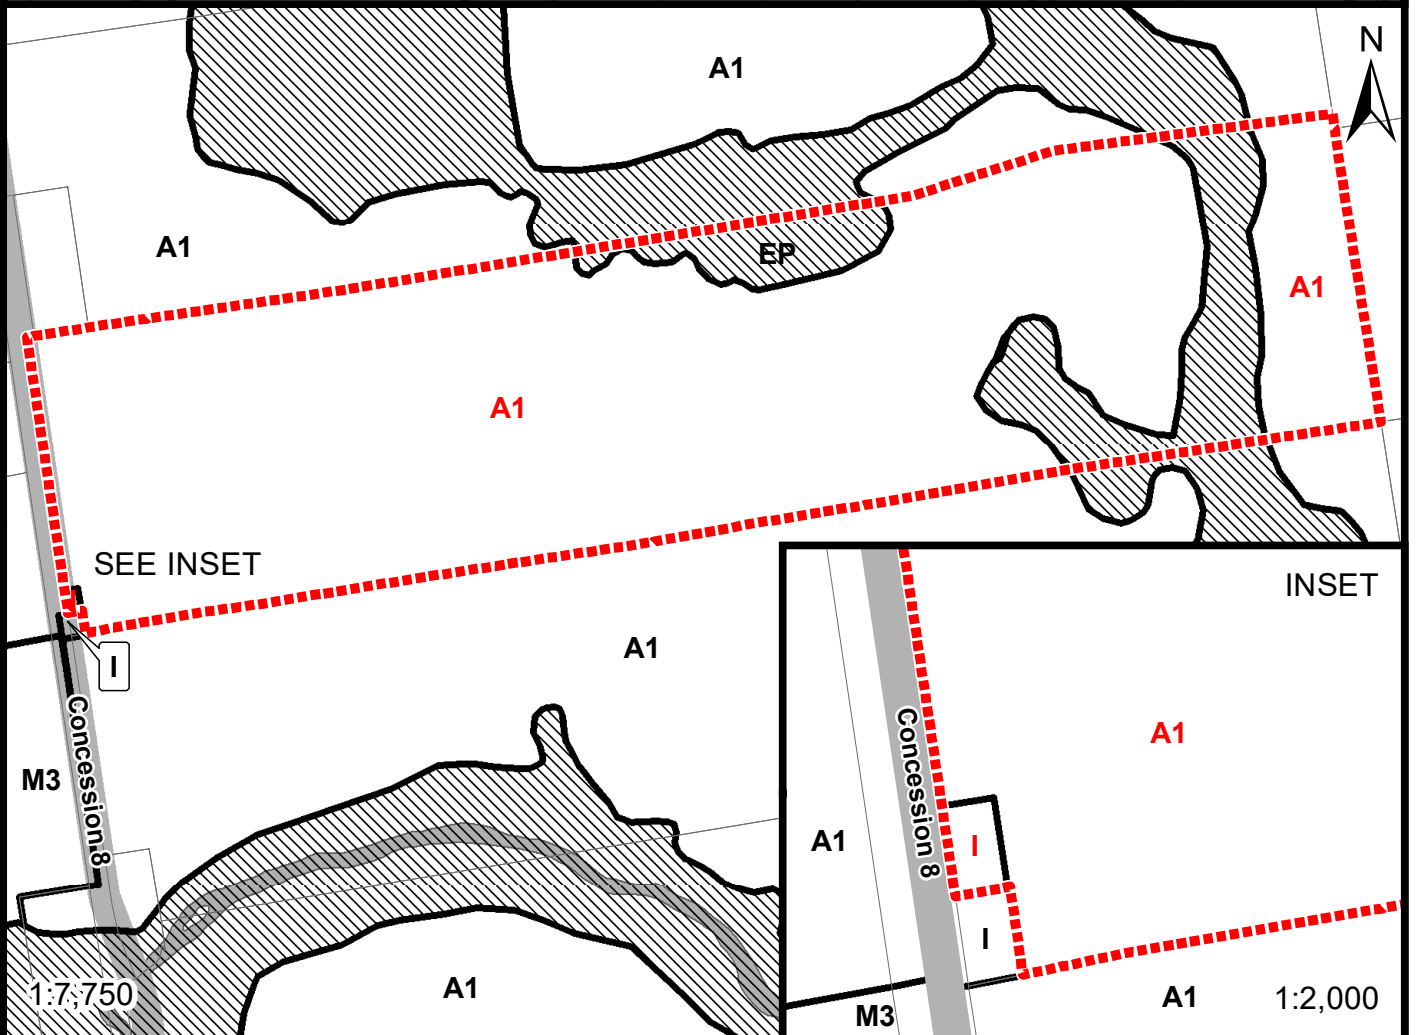 A1
N
A1
EP
A1
A1
SEE INSET
I
A1
Concession 8
M3
A1
1:7,750
INSET
A1
Concession 8
A1
I
I
M3
A1
1:2,000